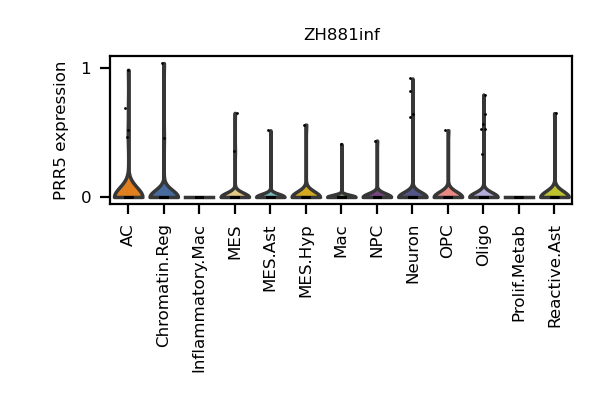 ZH881inf
PRR5 expression
1
0
AC
Chromatin.Reg
Inflammatory.Mac
MES
MES.Ast
MES.Hyp
Mac
NPC
Neuron
OPC
Oligo
Prolif.Metab
Reactive.Ast